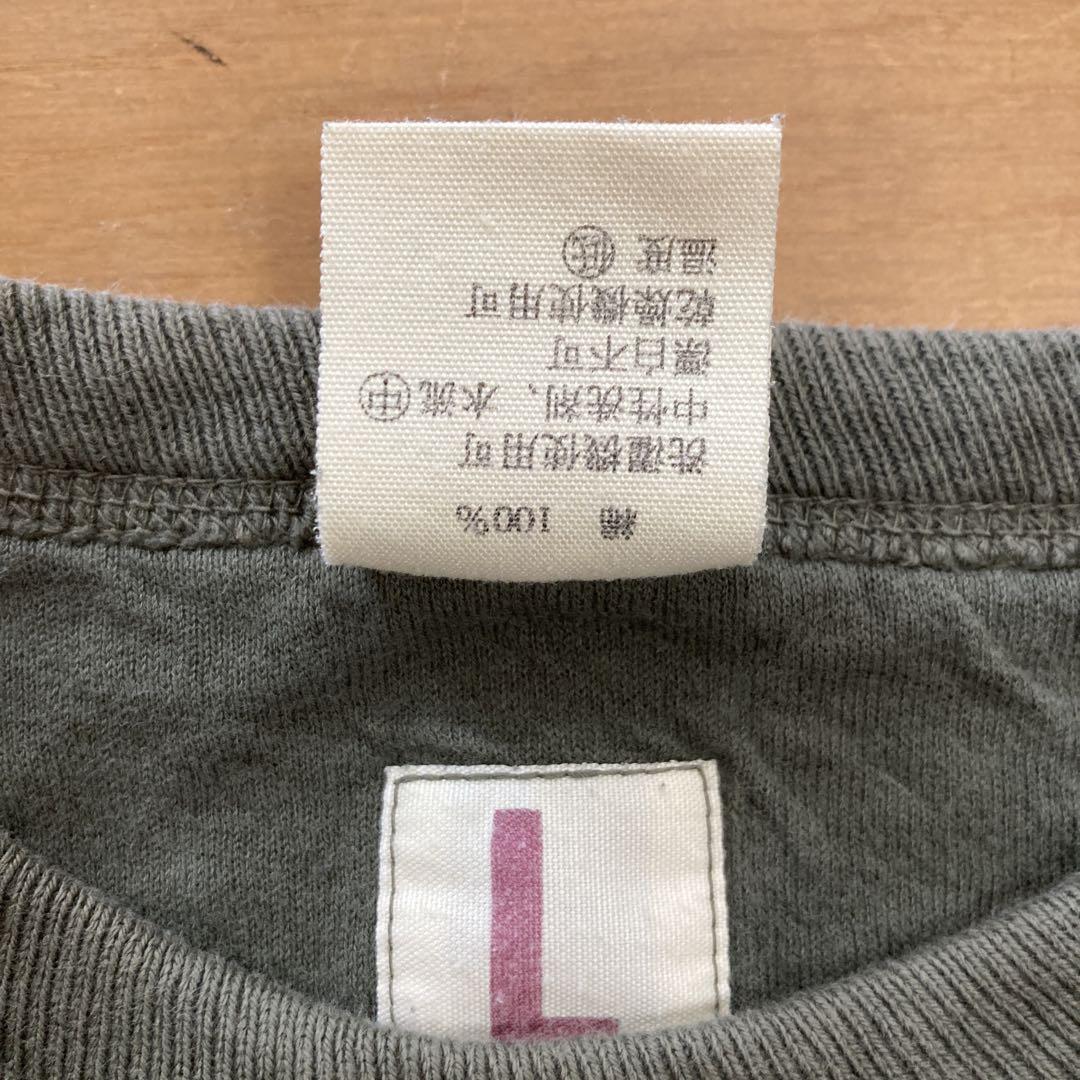 綿 100%
洗濯機使用可
中性洗剤、水流㊥
漂白不可
乾燥機使用可
温度㊦
L